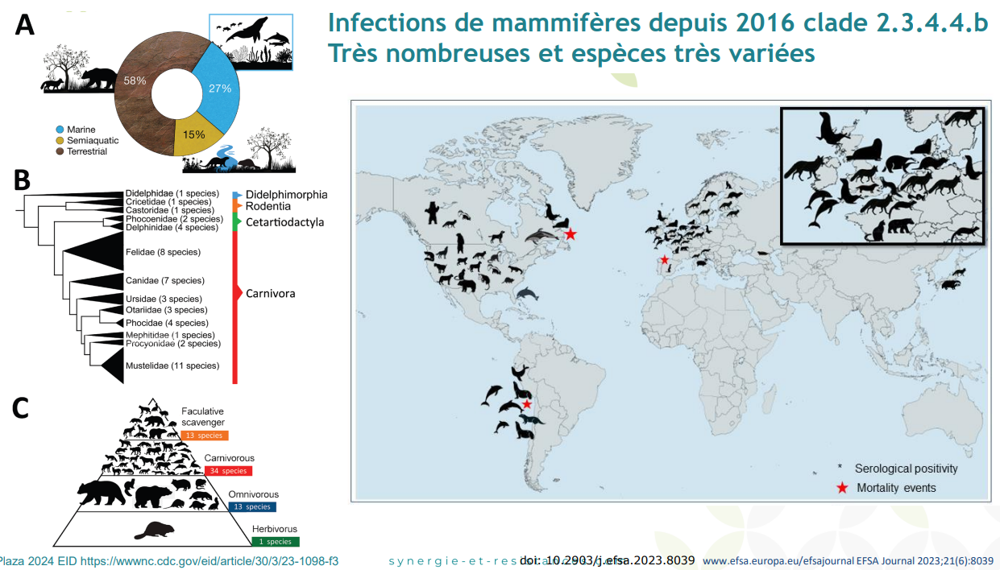 Infections de mammifères depuis 2016 clade 2.3.4.4.b
Très nombreuses et espèces très variées
A
58%
27%
15%
Marine
Semiaquatic
Terrestrial
B
Didelphidae (1 species)
Cricetidae (1 species)
Castoridae (1 species)
Phocoenidae (2 species)
Delphinidae (4 species)
Felidae (8 species)
Canidae (7 species)
Ursidae (3 species)
Otariidae (3 species)
Phocidae (4 species)
Mephitidae (1 species)
Procyonidae (2 species)
Mustelidae (11 species)
Didelphimorphia
Rodentia
Cetartiodactyla
Carnivora
C
Faculative
scavenger
13 species
Carnivorous
34 species
Omnivorous
13 species
Herbivorus
1 species
* Serological positivity
Mortality events
Plaza 2024 EID https://wwwnc.cdc.gov/eid/article/30/3/23-1098-f3
synergie-et-res
doi: 10.2903/j.efsa.2023.8039
www.efsa.europa.eu/efsajournal EFSA Journal 2023;21(6):8039